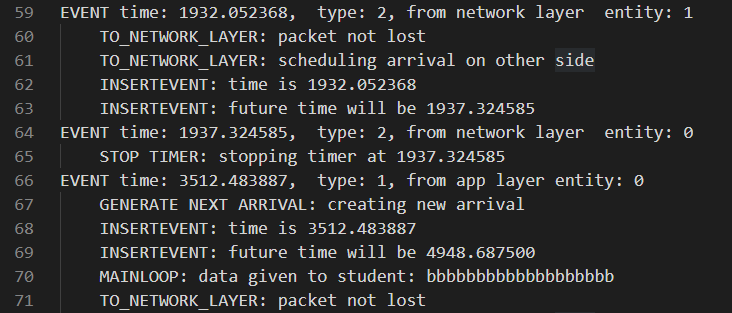 59 EVENT time: 1932.052368,  type: 2, from network layer  entity: 1
60     TO_NETWORK_LAYER: packet not lost
61     TO_NETWORK_LAYER: scheduling arrival on other side
62     INSERTEVENT: time is 1932.052368
63     INSERTEVENT: future time will be 1937.324585
64 EVENT time: 1937.324585,  type: 2, from network layer  entity: 0
65     STOP TIMER: stopping timer at 1937.324585
66 EVENT time: 3512.483887,  type: 1, from app layer entity: 0
67     GENERATE NEXT ARRIVAL: creating new arrival
68     INSERTEVENT: time is 3512.483887
69     INSERTEVENT: future time will be 4948.687500
70     MAINLOOP: data given to student: bbbbbbbbbbbbbbbbbbbb
71     TO_NETWORK_LAYER: packet not lost